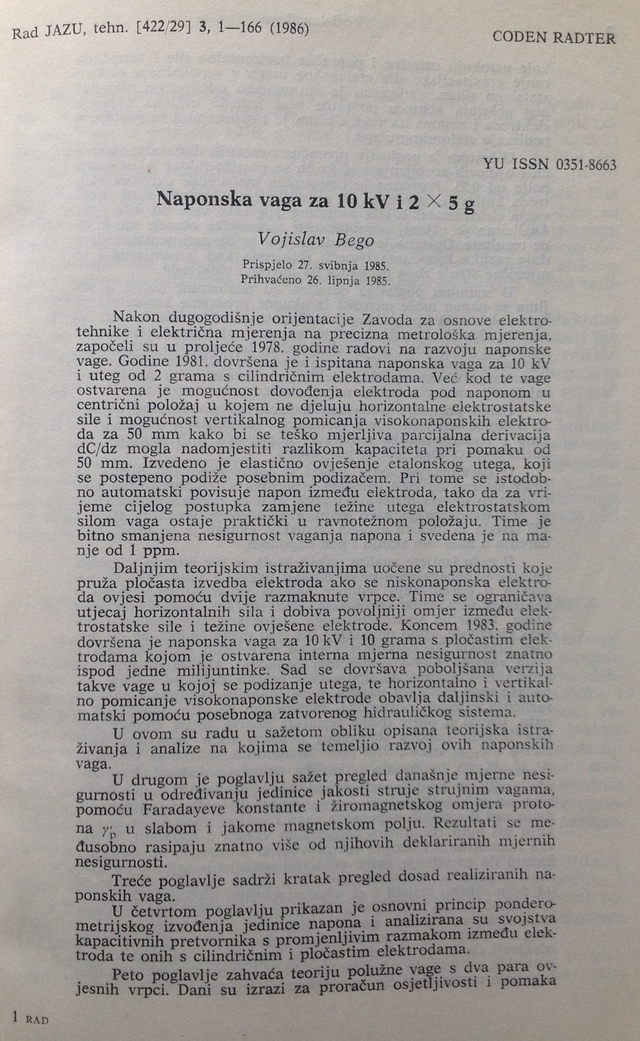 Rad JAZU, tehn. [422/29] 3, 1—166 (1986)
CODEN RADTER
YU ISSN 0351-8663
Naponska vaga za 10 kV i 2 × 5 g
Vojislav Bego
Prispjelo 27. svibnja 1985.
Prihvaćeno 26. lipnja 1985.
Nakon dugogodišnje orijentacije Zavoda za osnove elektro-
tehnike i električna mjerenja na precizna metrološka mjerenja,
započeli su u proljeće 1978. godine radovi na razvoju naponske
vage. Godine 1981. dovršena je i ispitana naponska vaga za 10 kV
i uteg od 2 grama s cilindričnim elektrodama. Već kod te vage
ostvarena je mogućnost dovođenja elektroda pod naponom u
centrični položaj u kojem ne djeluju horizontalne elektrostatske
sile i mogućnost vertikalnog pomicanja visokonaponskih elektro-
da za 50 mm kako bi se teško mjerljiva parcijalna derivacija
dC/dz mogla nadomjestiti razlikom kapaciteta pri pomaku od
50 mm. Izvedeno je elastično ovješenje etalonskog utega, koji
se postepeno podiže posebnim podizačem. Pri tome se istodob-
no automatski povisuje napon između elektroda, tako da za vri-
jeme cijelog postupka zamjene težine utega elektrostatskom
silom vaga ostaje praktički u ravnotežnom položaju. Time je
bitno smanjena nesigurnost vaganja napona i svedena je na ma-
nje od 1 ppm.
Daljnjim teorijskim istraživanjima uočene su prednosti koje
pruža pločasta izvedba elektroda ako se niskonaponska elektro-
da ovjesi pomoću dvije razmaknute vrpce. Time se ograničava
utjecaj horizontalnih sila i dobiva povoljniji omjer između elek-
trostatske sile i težine ovješene elektrode. Koncem 1983. godine
dovršena je naponska vaga za 10 kV i 10 grama s pločastim elek-
trodama kojom je ostvarena interna mjerna nesigurnost znatno
ispod jedne milijuntinke. Sad se dovršava poboljšana verzija
takve vage u kojoj se podizanje utega, te horizontalno i vertikal-
no pomicanje visokonaponske elektrode obavlja daljinski i auto-
matski pomoću posebnoga zatvorenog hidrauličkog sistema.
U ovom su radu u sažetom obliku opisana teorijska istra-
živanja i analize na kojima se temeljio razvoj ovih naponskih
vaga.
U drugom je poglavlju sažet pregled današnje mjerne nesi-
gurnosti u određivanju jedinice jakosti struje strujnim vagama,
pomoću Faradayeve konstante i žiromagnetskog omjera proto-
na γ′p u slabom i jakome magnetskom polju. Rezultati se me-
đusobno rasipaju znatno više od njihovih deklariranih mjernih
nesigurnosti.
Treće poglavlje sadrži kratak pregled dosad realiziranih na-
ponskih vaga.
U četvrtom poglavlju prikazan je osnovni princip pondero-
metrijskog izvođenja jedinice napona i analizirana su svojstva
kapacitivnih pretvornika s promjenljivim razmakom između elek-
troda te onih s cilindričnim i pločastim elektrodama.
Peto poglavlje zahvaća teoriju polužne vage s dva para ov-
jesnih vrpci. Dani su izrazi za proračun osjetljivosti i pomaka
1 RAD